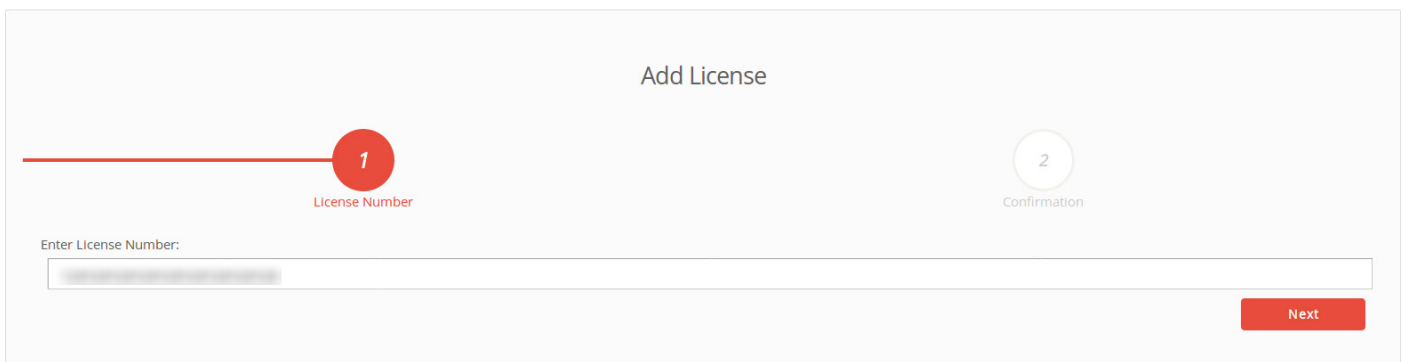 Add License
1
2
License Number
Confirmation
Enter License Number:
Next